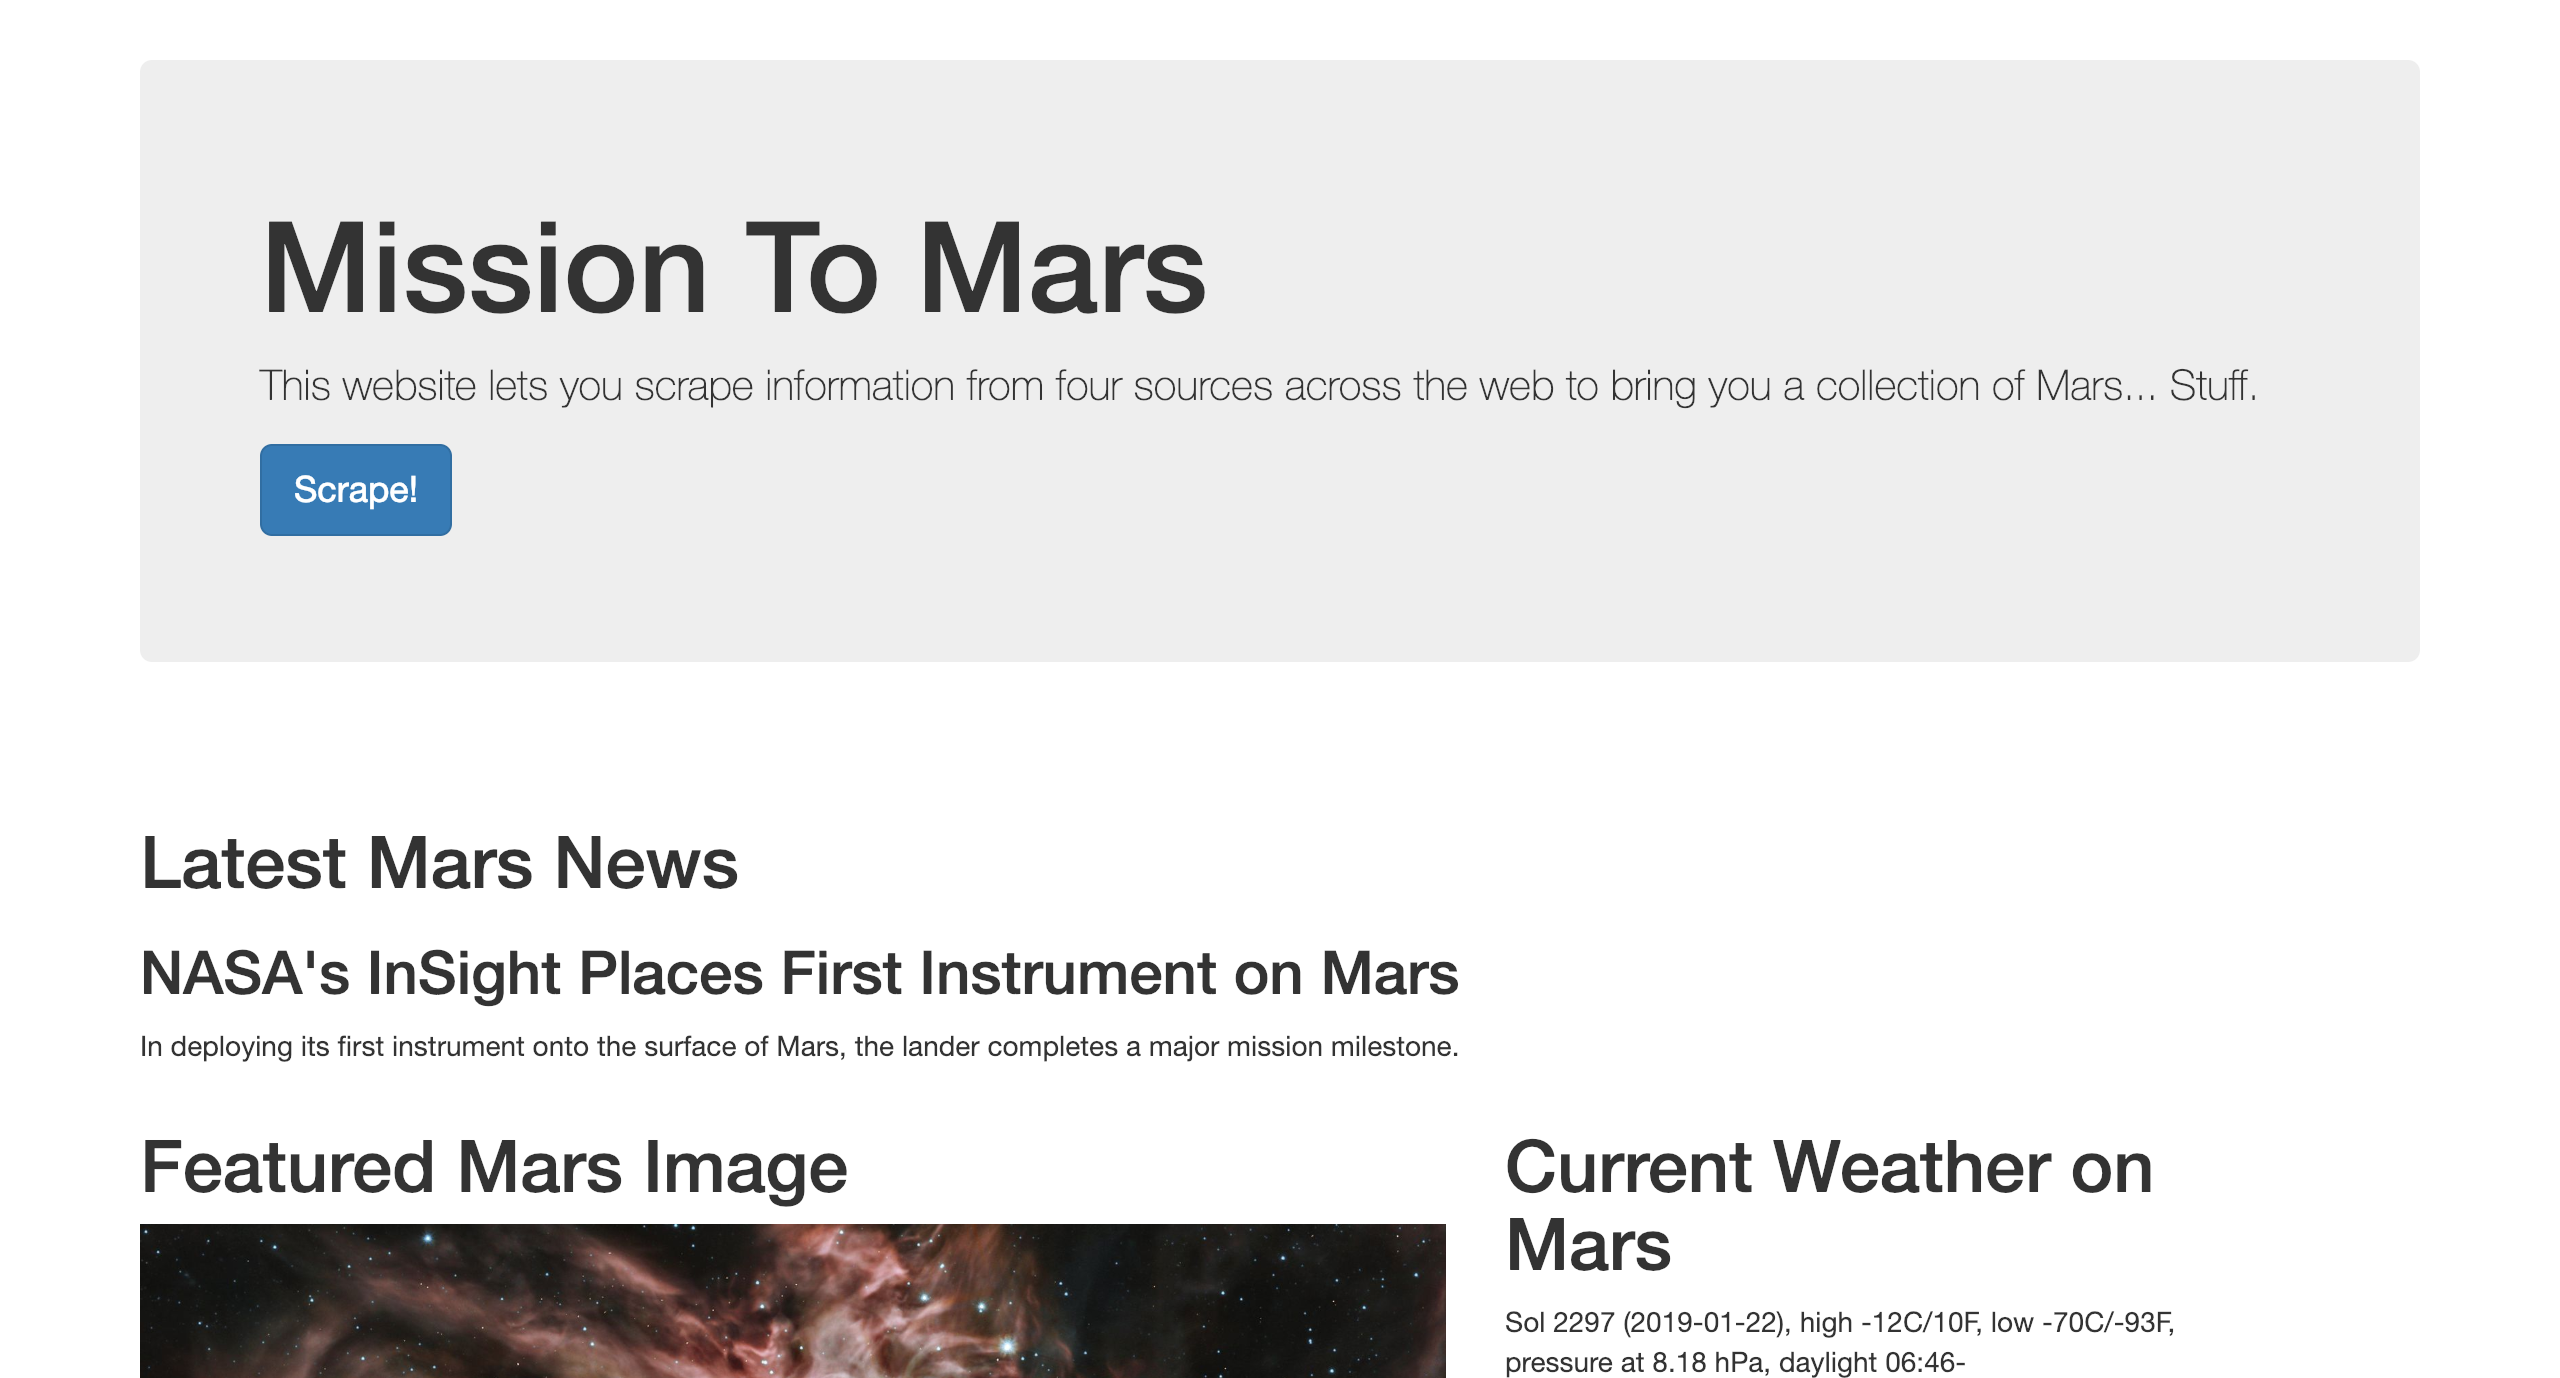 Mission To Mars
This website lets you scrape information from four sources across the web to bring you a collection of Mars... Stuff.
Scrape!
Latest Mars News
NASA's InSight Places First Instrument on Mars
In deploying its first instrument onto the surface of Mars, the lander completes a major mission milestone.
Featured Mars Image
Current Weather on
Mars
Sol 2297 (2019-01-22), high -12C/10F, low -70C/-93F,
pressure at 8.18 hPa, daylight 06:46-